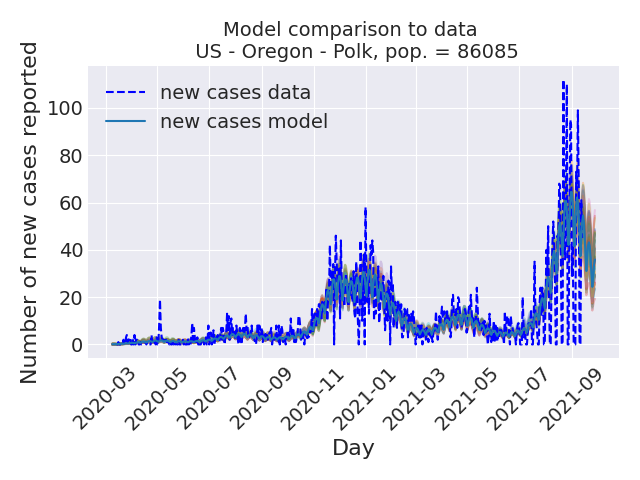 Model comparison to data
US - Oregon - Polk, pop. = 86085
new cases data
new cases model
Number of new cases reported
100
80
60
40
20
0
2020-03
2020-05
2020-07
2020-09
2020-11
2021-01
2021-03
2021-05
2021-07
2021-09
Day